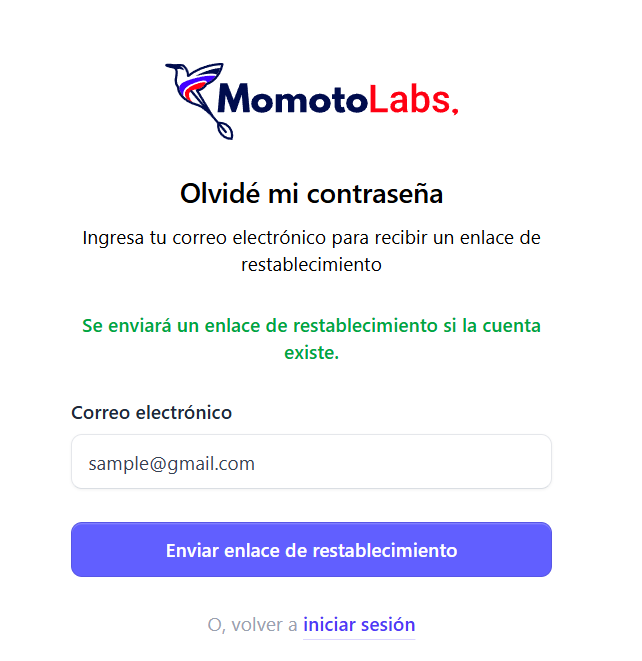 MomotoLabs.
Olvidé mi contraseña
Ingresa tu correo electrónico para recibir un enlace de
restablecimiento
Se enviará un enlace de restablecimiento si la cuenta
existe.
Correo electrónico
sample@gmail.com
Enviar enlace de restablecimiento
O, volver a iniciar sesión